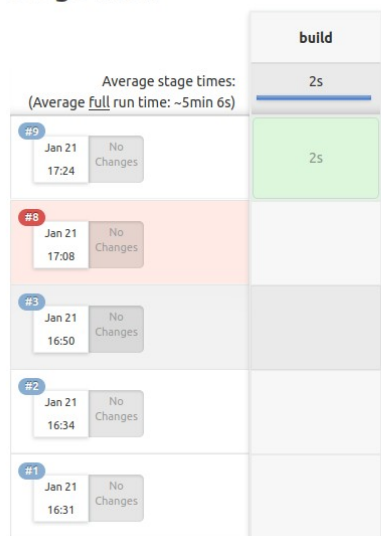 build
Average stage times:
2s
(Average full run time: ~5min 6s)
#9
Jan 21
No
Changes
17:24
2s
#8
Jan 21
No
Changes
17:08
#3
Jan 21
No
Changes
16:50
#2
Jan 21
No
Changes
16:34
#1
Jan 21
No
Changes
16:31